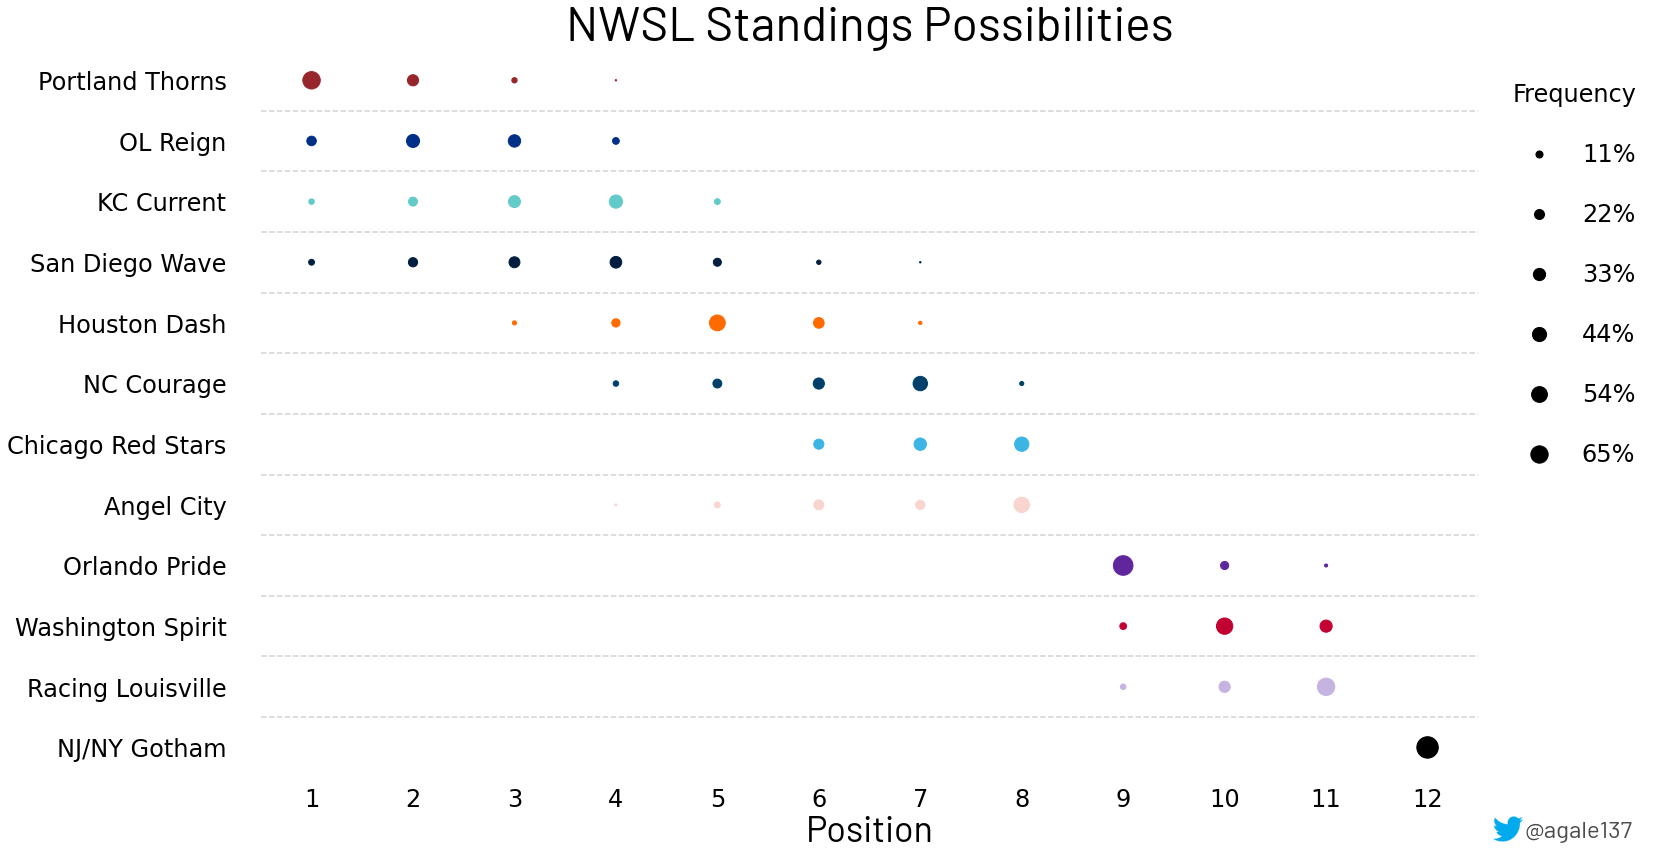 NWSL Standings Possibilities
Portland Thorns
OL Reign
KC Current
San Diego Wave
Houston Dash
NC Courage
Chicago Red Stars
Angel City
Orlando Pride
Washington Spirit
Racing Louisville
NJ/NY Gotham
Frequency
11%
22%
33%
44%
54%
65%
1 2 3 4 5 6 7 8 9 10 11 12
Position
@agale137